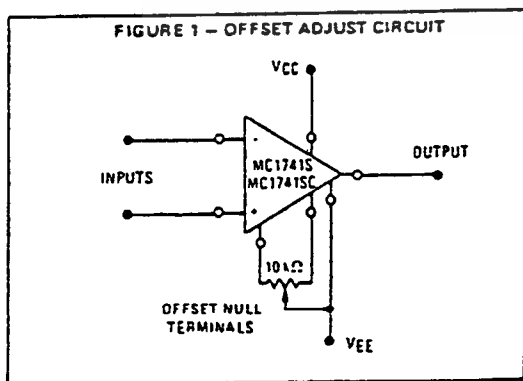 FIGURE 1 – OFFSET ADJUST CIRCUIT
VCC
-
MC1741S
MC1741SC
OUTPUT
INPUTS
+
10 kΩ
OFFSET NULL
TERMINALS
VEE